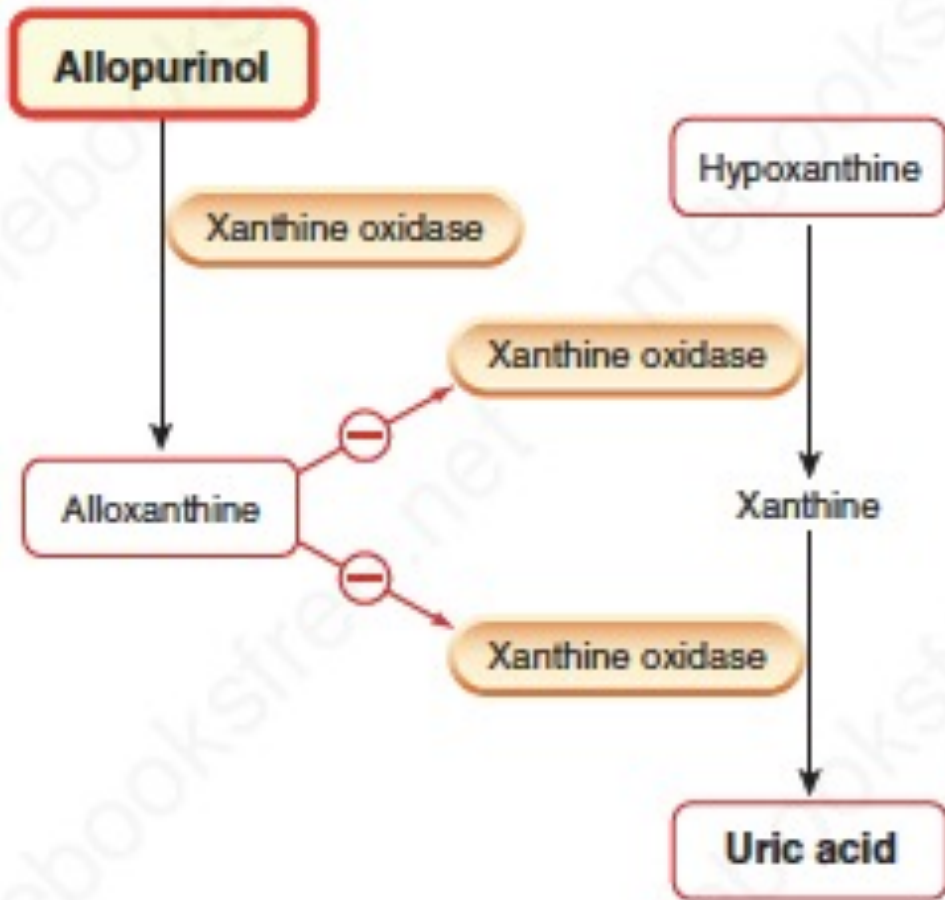 Allopurinol
Hypoxanthine
Xanthine oxidase
Xanthine oxidase
Alloxanthine
Xanthine
Xanthine oxidase
Uric acid